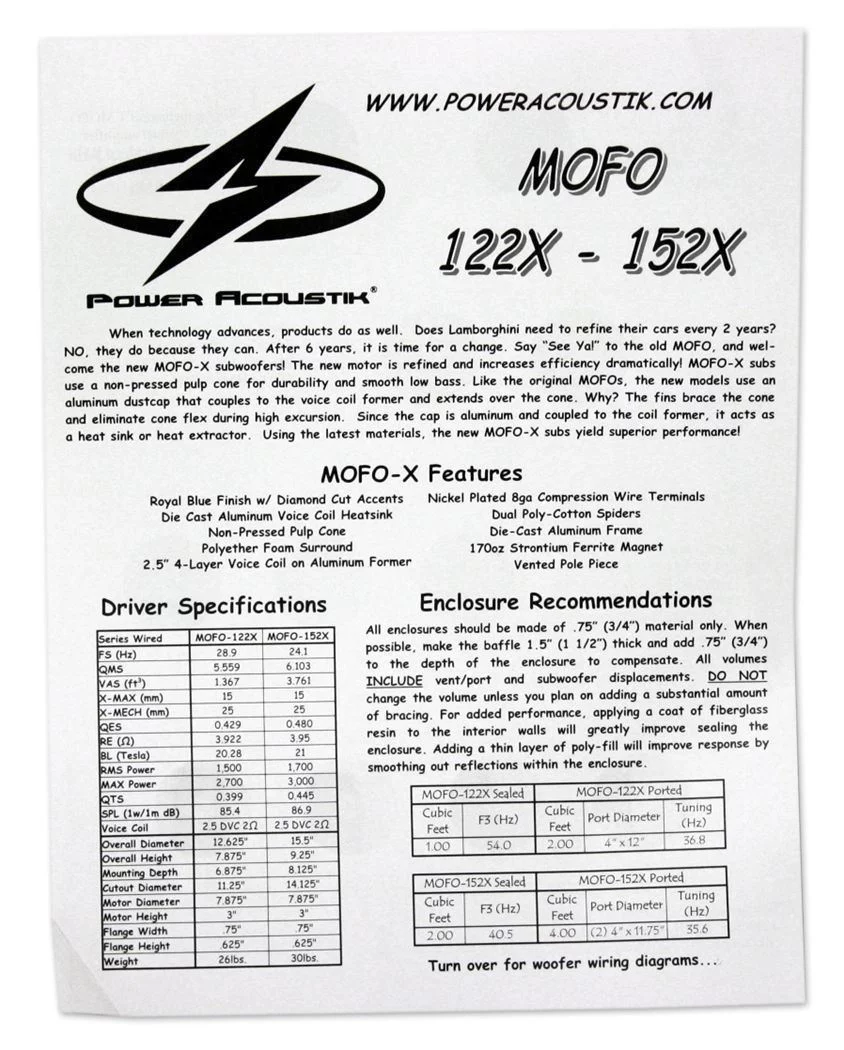 WWW.POWERACOUSTIK.COM
MOFO
122X - 152X
POWER ACOUSTIK®
When technology advances, products do as well. Does Lamborghini need to refine their cars every 2 years?
NO, they do because they can. After 6 years, it is time for a change. Say "See Ya!" to the old MOFO, and wel-
come the new MOFO-X subwoofers! The new motor is refined and increases efficiency dramatically! MOFO-X subs
use a non-pressed pulp cone for durability and smooth low bass. Like the original MOFOs, the new models use an
aluminum dustcap that couples to the voice coil former and extends over the cone. Why? The fins brace the cone
and eliminate cone flex during high excursion. Since the cap is aluminum and coupled to the coil former, it acts as
a heat sink or heat extractor. Using the latest materials, the new MOFO-X subs yield superior performance!
MOFO-X Features
Royal Blue Finish w/ Diamond Cut Accents
Die Cast Aluminum Voice Coil Heatsink
Non-Pressed Pulp Cone
Polyether Foam Surround
2.5" 4-Layer Voice Coil on Aluminum Former
Nickel Plated 8ga Compression Wire Terminals
Dual Poly-Cotton Spiders
Die-Cast Aluminum Frame
170oz Strontium Ferrite Magnet
Vented Pole Piece
Driver Specifications
Series Wired MOFO-122X MOFO-152X
FS (Hz) 28.9 24.1
QMS 5.559 6.103
VAS (ft³) 1.367 3.761
X-MAX (mm) 15 15
X-MECH (mm) 25 25
QES 0.429 0.480
RE (Ω) 3.922 3.95
BL (Tesla) 20.28 21
RMS Power 1,500 1,700
MAX Power 2,700 3,000
QTS 0.399 0.445
SPL (1w/1m dB) 85.4 86.9
Voice Coil 2.5 DVC 2Ω 2.5 DVC 2Ω
Overall Diameter 12.625" 15.5"
Overall Height 7.875" 9.25"
Mounting Depth 6.875" 8.125"
Cutout Diameter 11.25" 14.125"
Motor Diameter 7.875" 7.875"
Motor Height 3" 3"
Flange Width .75" .75"
Flange Height .625" .625"
Weight 26lbs. 30lbs.
Enclosure Recommendations
All enclosures should be made of .75" (3/4") material only. When
possible, make the baffle 1.5" (1 1/2") thick and add .75" (3/4")
to the depth of the enclosure to compensate. All volumes
INCLUDE vent/port and subwoofer displacements. DO NOT
change the volume unless you plan on adding a substantial amount
of bracing. For added performance, applying a coat of fiberglass
resin to the interior walls will greatly improve sealing the
enclosure. Adding a thin layer of poly-fill will improve response by
smoothing out reflections within the enclosure.
MOFO-122X Sealed MOFO-122X Ported
Cubic Feet F3 (Hz) Cubic Feet Port Diameter Tuning (Hz)
1.00 54.0 2.00 4" x 12" 36.8
MOFO-152X Sealed MOFO-152X Ported
Cubic Feet F3 (Hz) Cubic Feet Port Diameter Tuning (Hz)
2.00 40.5 4.00 (2) 4" x 11.75" 35.6
Turn over for woofer wiring diagrams...